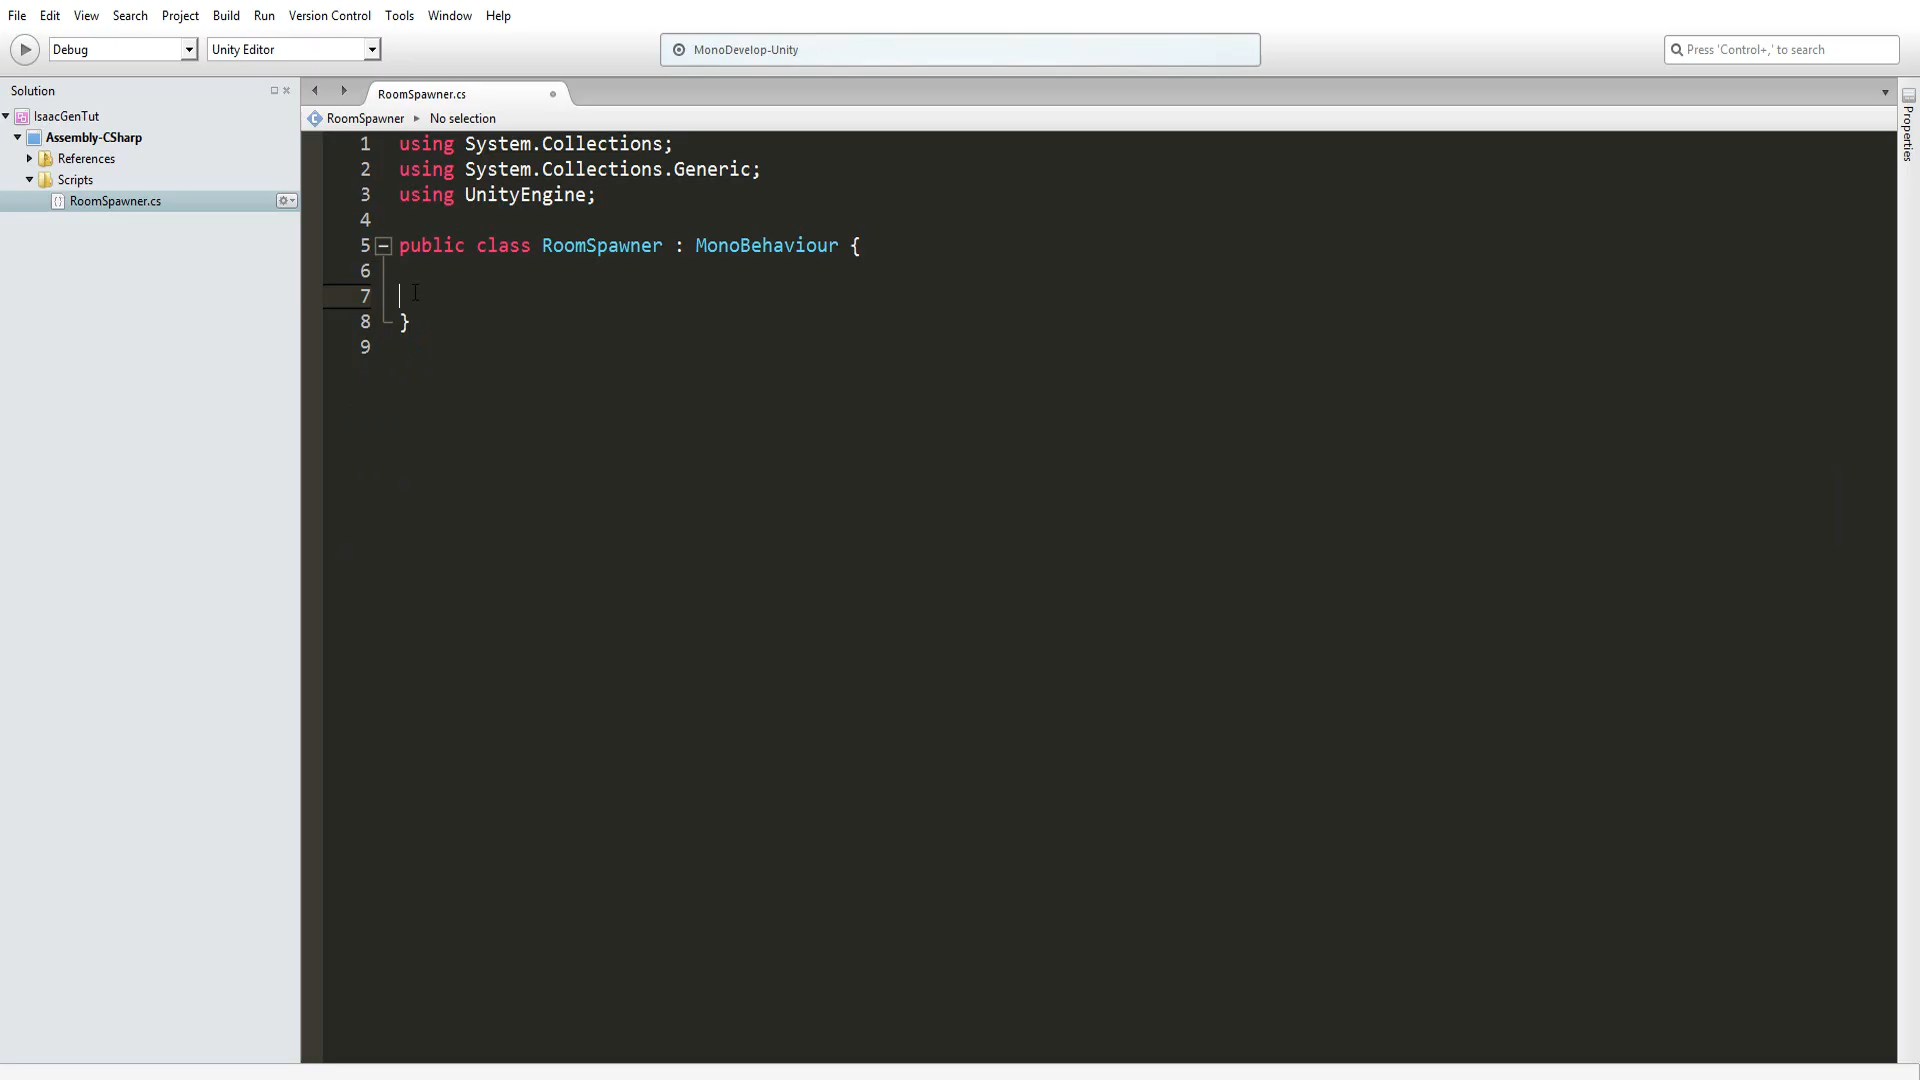 File Edit View Search Project Build Run Version Control Tools Window Help
Debug Unity Editor MonoDevelop-Unity Press 'Control+,' to search
Solution
IsaacGenTut
Assembly-CSharp
References
Scripts
RoomSpawner.cs
RoomSpawner.cs
RoomSpawner No selection
1 using System.Collections;
2 using System.Collections.Generic;
3 using UnityEngine;
4
5 public class RoomSpawner : MonoBehaviour {
6
7
8 }
9
Properties